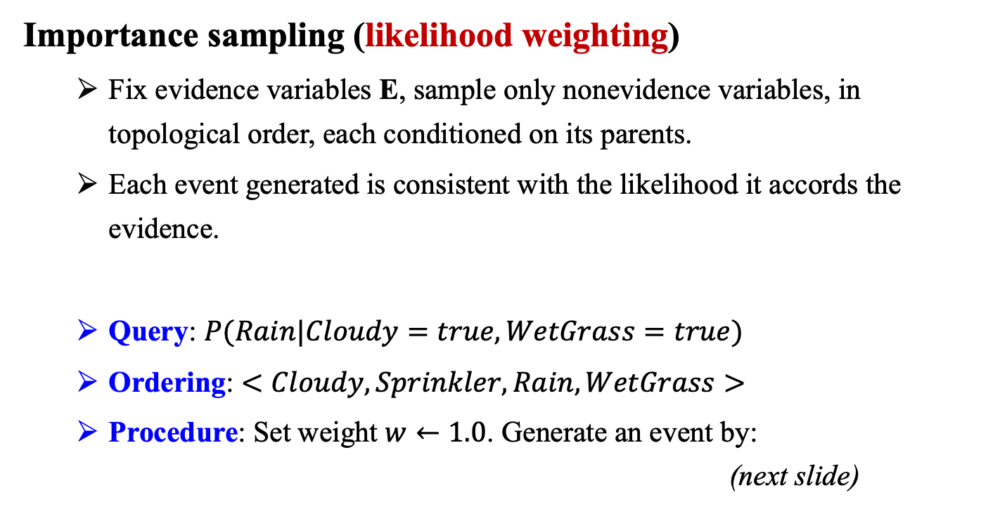 Importance sampling (likelihood weighting)
➢ Fix evidence variables E, sample only nonevidence variables, in
topological order, each conditioned on its parents.
➢ Each event generated is consistent with the likelihood it accords the
evidence.
➢ Query: P(Rain|Cloudy = true, WetGrass = true)
➢ Ordering: < Cloudy, Sprinkler, Rain, WetGrass >
➢ Procedure: Set weight w ← 1.0. Generate an event by:
(next slide)